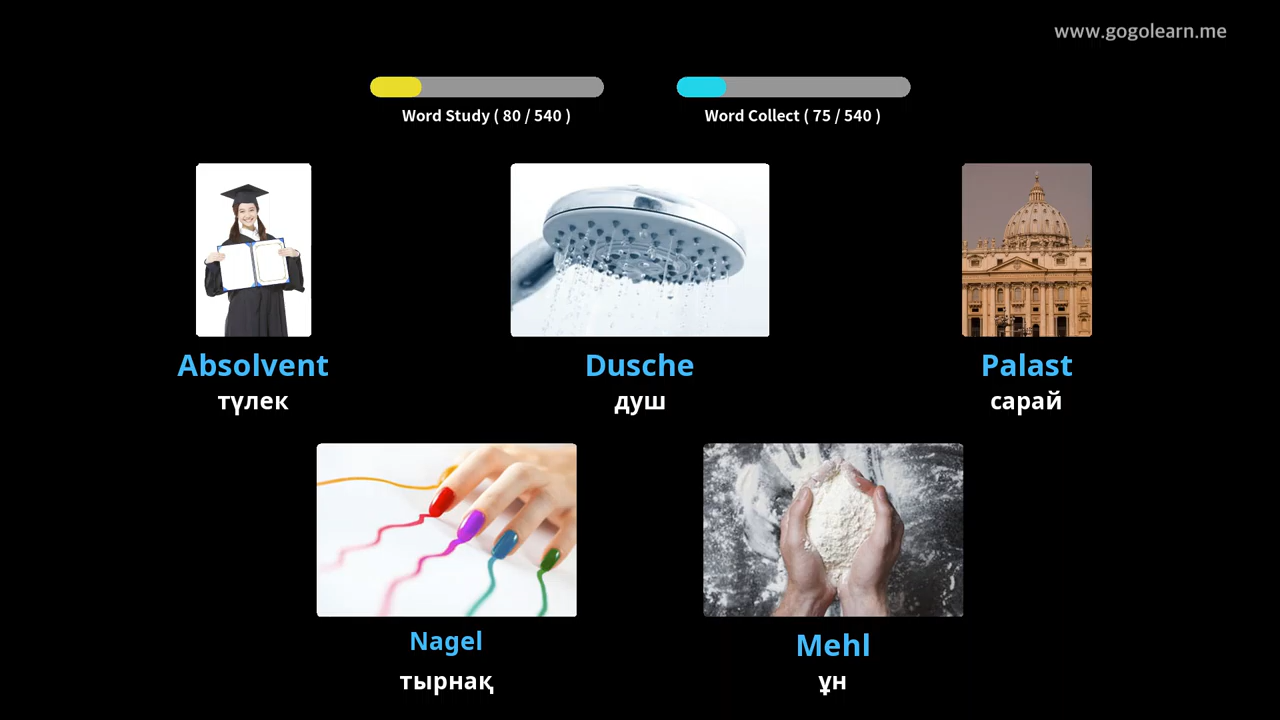 www.gogolearn.me
Word Study ( 80 / 540 )
Word Collect ( 75 / 540 )
Absolvent
түлек
Dusche
душ
Palast
сарай
Nagel
тырнақ
Mehl
ұн